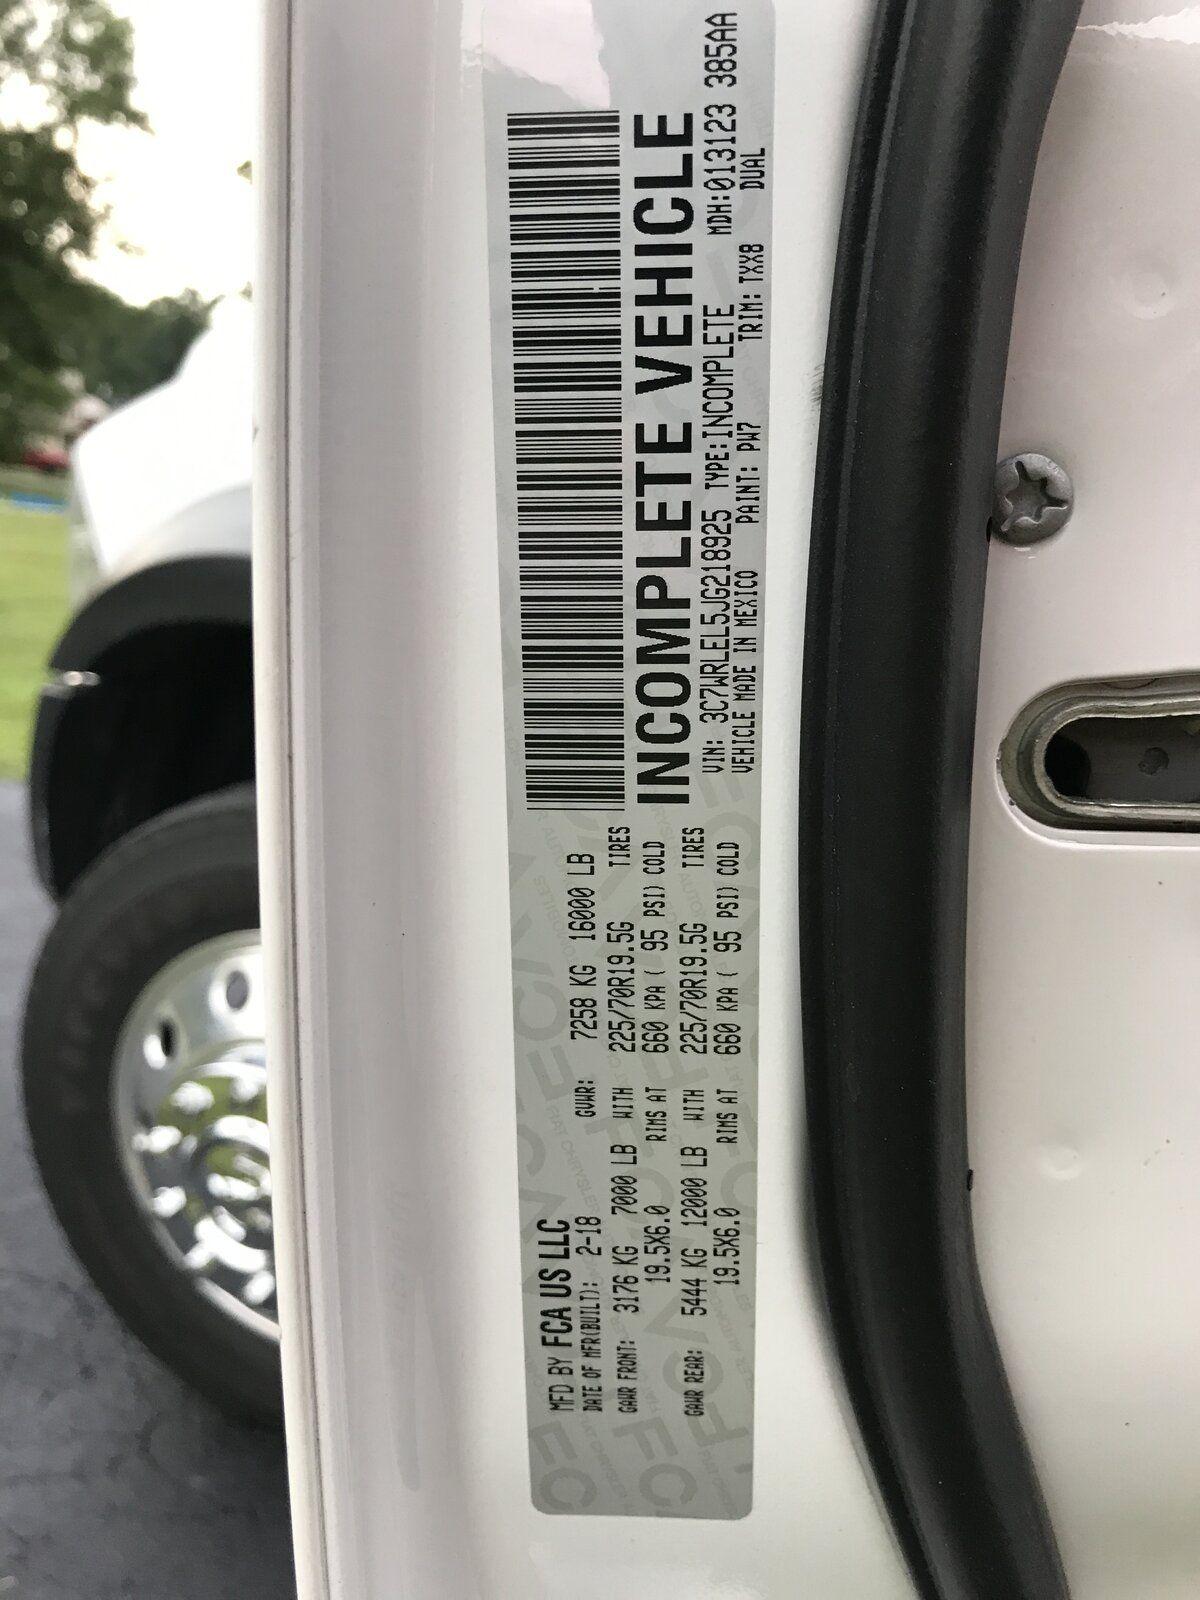 MFD BY FCA US LLC
DATE OF MFR(BUILT): 2-18 GVWR: 7258 KG 16000 LB
GAWR FRONT: 3176 KG 7000 LB WITH 225/70R19.5G TIRES
19.5X6.0 RIMS AT 660 KPA ( 95 PSI) COLD
GAWR REAR: 5444 KG 12000 LB WITH 225/70R19.5G TIRES
19.5X6.0 RIMS AT 660 KPA ( 95 PSI) COLD
INCOMPLETE VEHICLE
VIN: 3C7WRLEL5JG218925 TYPE:INCOMPLETE MDH:013123 385AA
VEHICLE MADE IN MEXICO PAINT: PW7 TRIM: TXX8 DUAL